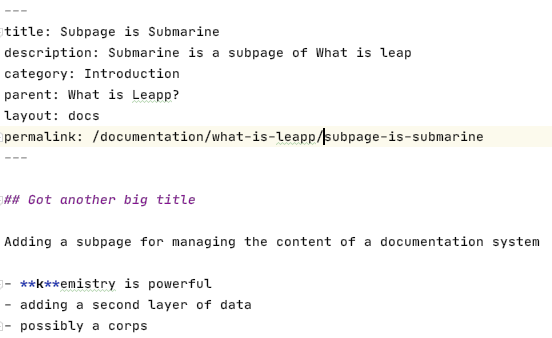 ---
title: Subpage is Submarine
description: Submarine is a subpage of What is leap
category: Introduction
parent: What is Leapp?
layout: docs
permalink: /documentation/what-is-leapp/subpage-is-submarine
---
## Got another big title
Adding a subpage for managing the content of a documentation system
- **k**emistry is powerful
- adding a second layer of data
- possibly a corps